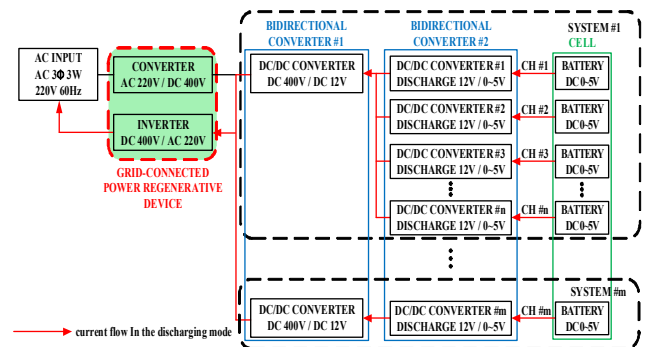 BIDIRECTIONAL
CONVERTER #1
BIDIRECTIONAL
CONVERTER #2
SYSTEM #1
CELL
AC INPUT
AC 3Φ 3W
220V 60Hz
CONVERTER
AC 220V / DC 400V
INVERTER
DC 400V / AC 220V
GRID-CONNECTED
POWER REGENERATIVE
DEVICE
DC/DC CONVERTER
DC 400V / DC 12V
DC/DC CONVERTER #1
DISCHARGE 12V / 0~5V
CH #1
BATTERY
DC0~5V
DC/DC CONVERTER #2
DISCHARGE 12V / 0~5V
CH #2
BATTERY
DC0~5V
DC/DC CONVERTER #3
DISCHARGE 12V / 0~5V
CH #3
BATTERY
DC0~5V
DC/DC CONVERTER #n
DISCHARGE 12V / 0~5V
CH #n
BATTERY
DC0~5V
SYSTEM #m
DC/DC CONVERTER
DC 400V / DC 12V
DC/DC CONVERTER #m
DISCHARGE 12V / 0~5V
CH #m
BATTERY
DC0~5V
current flow In the discharging mode